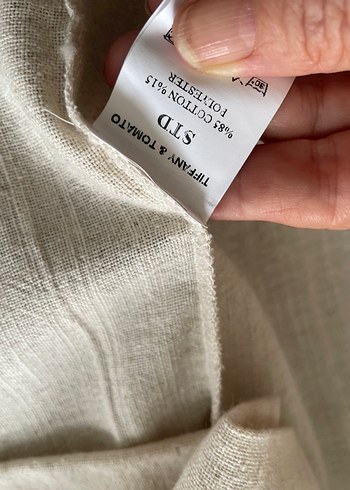 TIFFANY & TOMATO
STD
%85 COTTON %15
POLYESTER